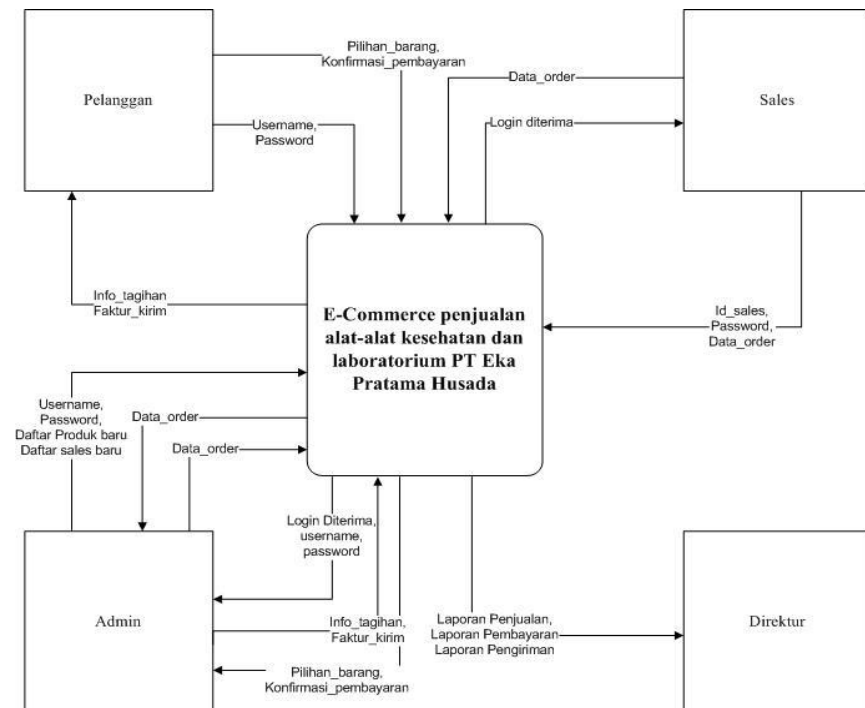 Pilihan_barang,
Konfirmasi_pembayaran
Data_order
Pelanggan
Sales
Username,
Password
Login diterima
Info_tagihan
Faktur_kirim
E-Commerce penjualan
alat-alat kesehatan dan
laboratorium PT Eka
Pratama Husada
Id_sales,
Password,
Data_order
Username,
Password,
Daftar Produk baru
Daftar sales baru
Data_order
Data_order
Login Diterima,
username,
password
Admin
Info_tagihan,
Faktur_kirim
Laporan Penjualan,
Laporan Pembayaran
Laporan Pengiriman
Direktur
Pilihan_barang,
Konfirmasi_pembayaran